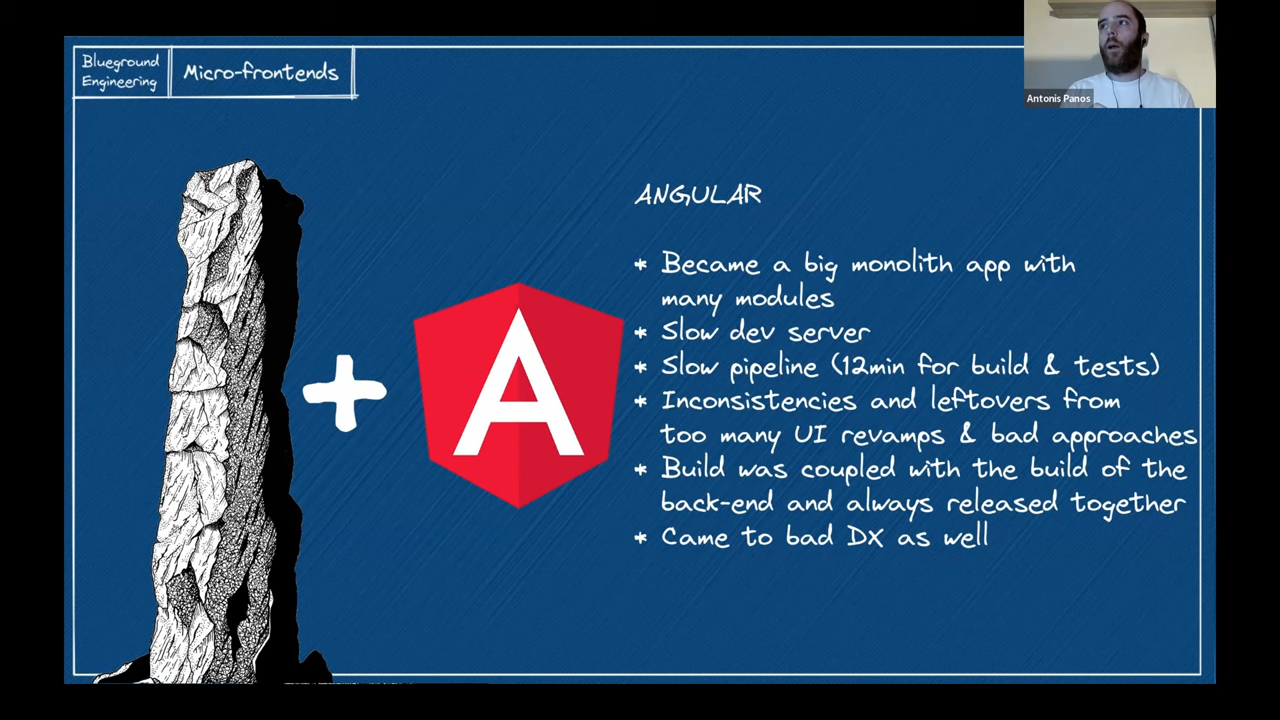 Blueground
Engineering
Micro-frontends
Antonis Panos
ANGULAR
* Became a big monolith app with
many modules
* Slow dev server
* Slow pipeline (12min for build & tests)
* Inconsistencies and leftovers from
too many UI revamps & bad approaches
* Build was coupled with the build of the
back-end and always released together
* Came to bad DX as well
A